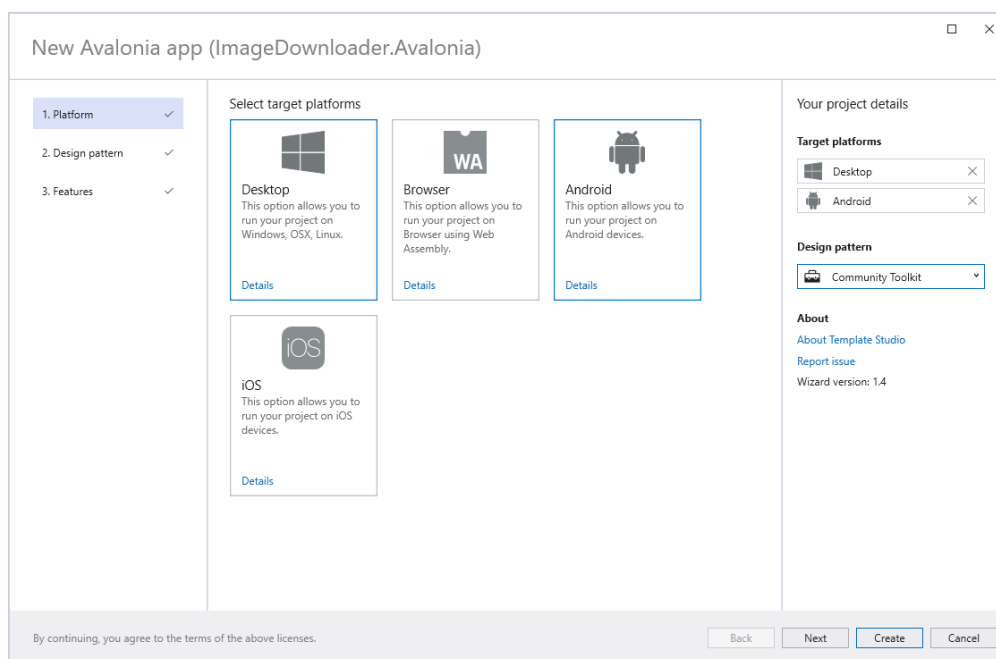 New Avalonia app (ImageDownloader.Avalonia)
1. Platform
2. Design pattern
3. Features
Select target platforms
Desktop
This option allows you to
run your project on
Windows, OSX, Linux.
Details
WA
Browser
This option allows you to
run your project on
Browser using Web
Assembly.
Details
Android
This option allows you to
run your project on
Android devices.
Details
iOS
iOS
This option allows you to
run your project on iOS
devices.
Details
Your project details
Target platforms
Desktop
Android
Design pattern
Community Toolkit
About
About Template Studio
Report issue
Wizard version: 1.4
By continuing, you agree to the terms of the above licenses.
Back
Next
Create
Cancel